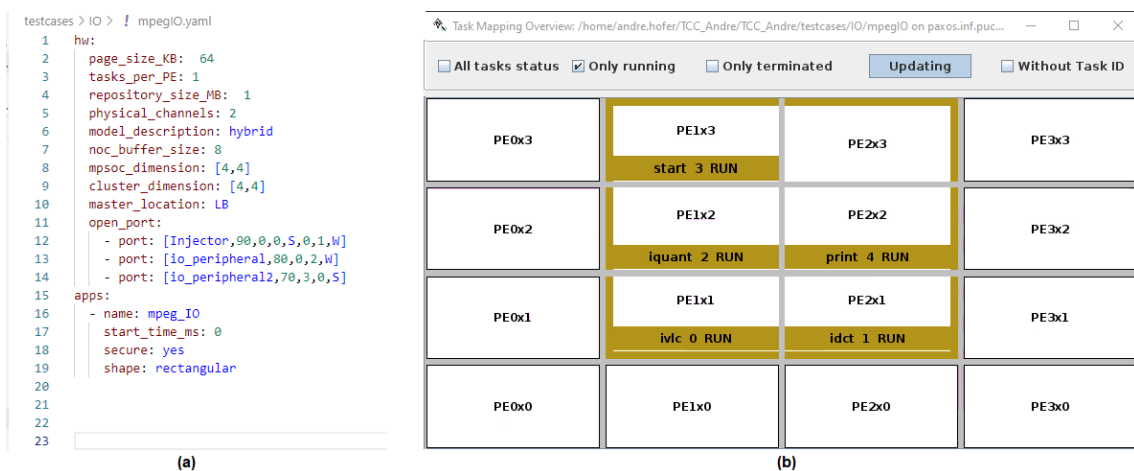 testcases > IO > ! mpegIO.yaml
1 hw:
2 page_size_KB: 64
3 tasks_per_PE: 1
4 repository_size_MB: 1
5 physical_channels: 2
6 model_description: hybrid
7 noc_buffer_size: 8
8 mpsoc_dimension: [4,4]
9 cluster_dimension: [4,4]
10 master_location: LB
11 open_port:
12 - port: [Injector,90,0,0,S,0,1,W]
13 - port: [io_peripheral,80,0,2,W]
14 - port: [io_peripheral2,70,3,0,S]
15 apps:
16 - name: mpeg_IO
17 start_time_ms: 0
18 secure: yes
19 shape: rectangular
20
21
22
23
(a)
Task Mapping Overview: /home/andre.hofer/TCC_Andre/TCC_Andre/testcases/IO/mpegIO on paxos.inf.puc...
All tasks status Only running Only terminated Updating Without Task ID
PE0x3 PE1x3 PE2x3 PE3x3
start 3 RUN
PE0x2 PE1x2 PE2x2 PE3x2
iquant 2 RUN print 4 RUN
PE0x1 PE1x1 PE2x1 PE3x1
ivlc 0 RUN idct 1 RUN
PE0x0 PE1x0 PE2x0 PE3x0
(b)